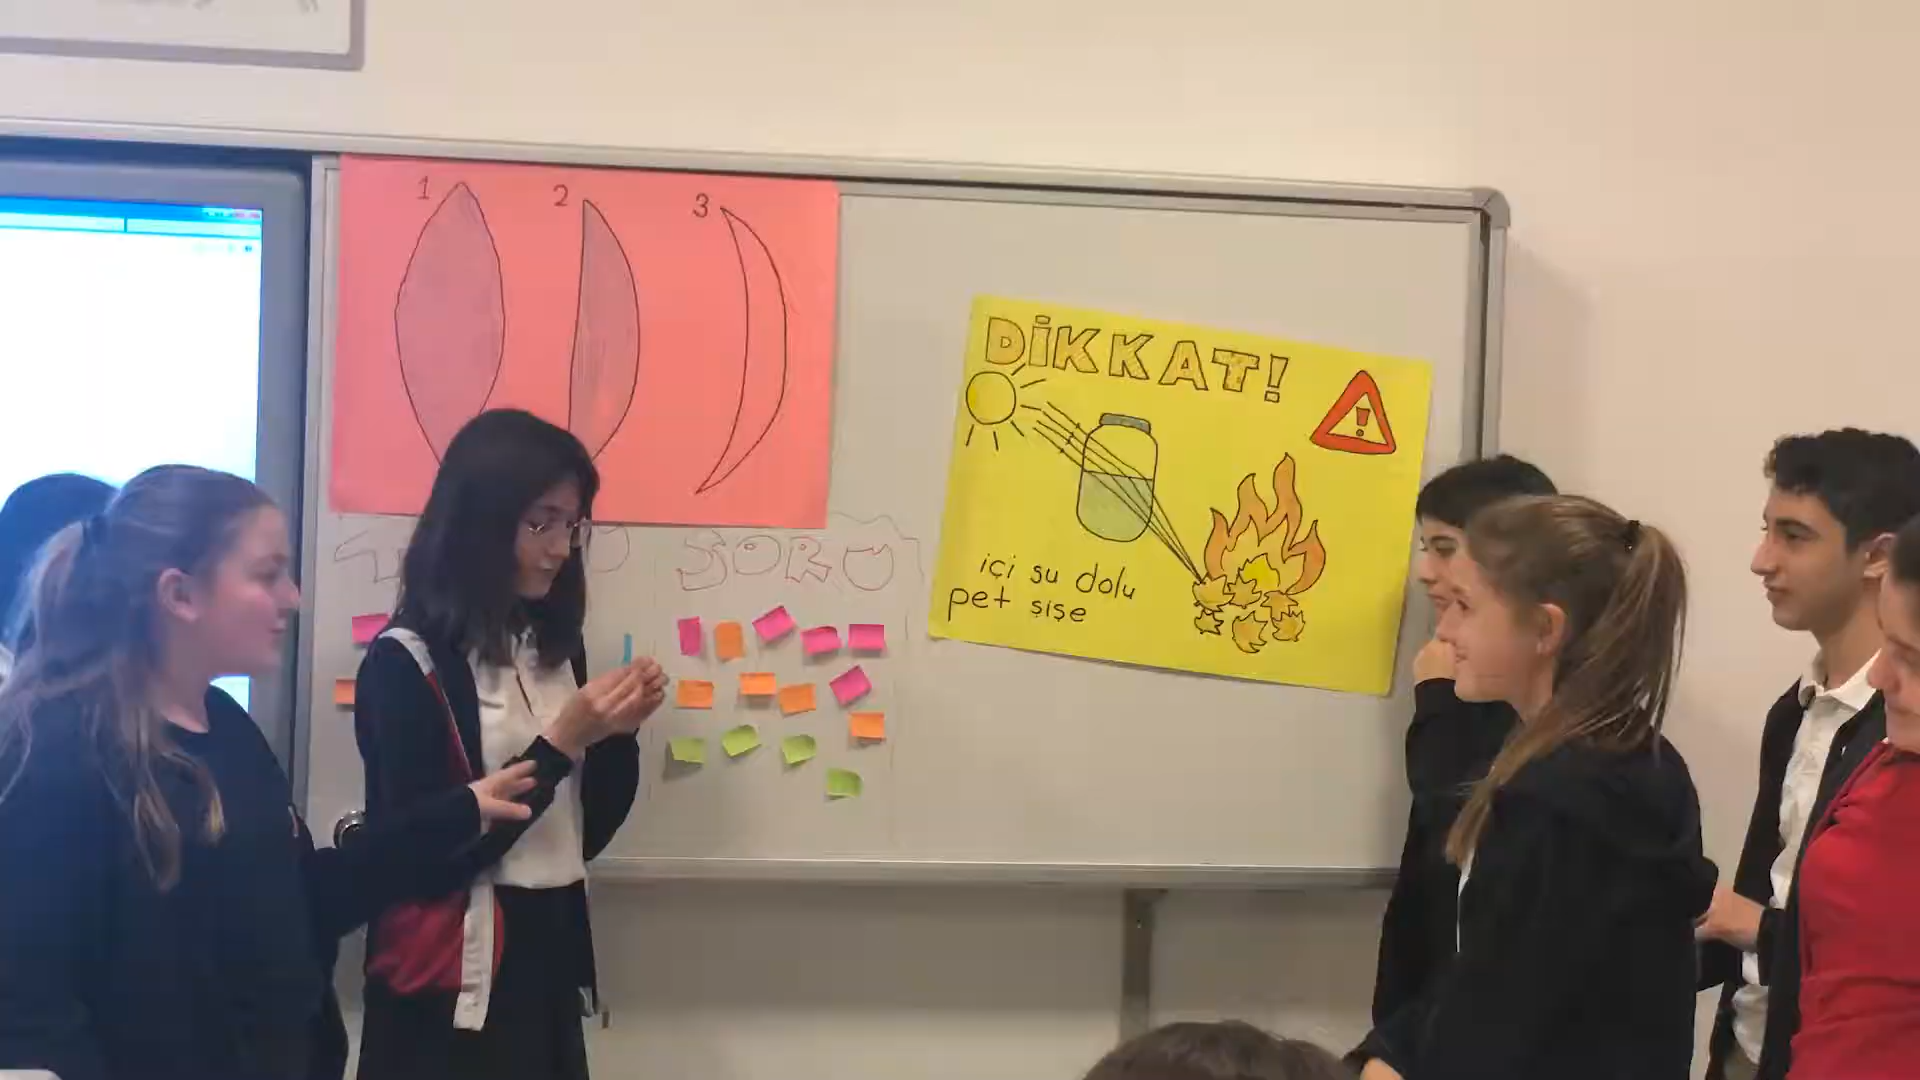 1 2 3
SORU
DİKKAT!
!
içi su dolu
pet şişe